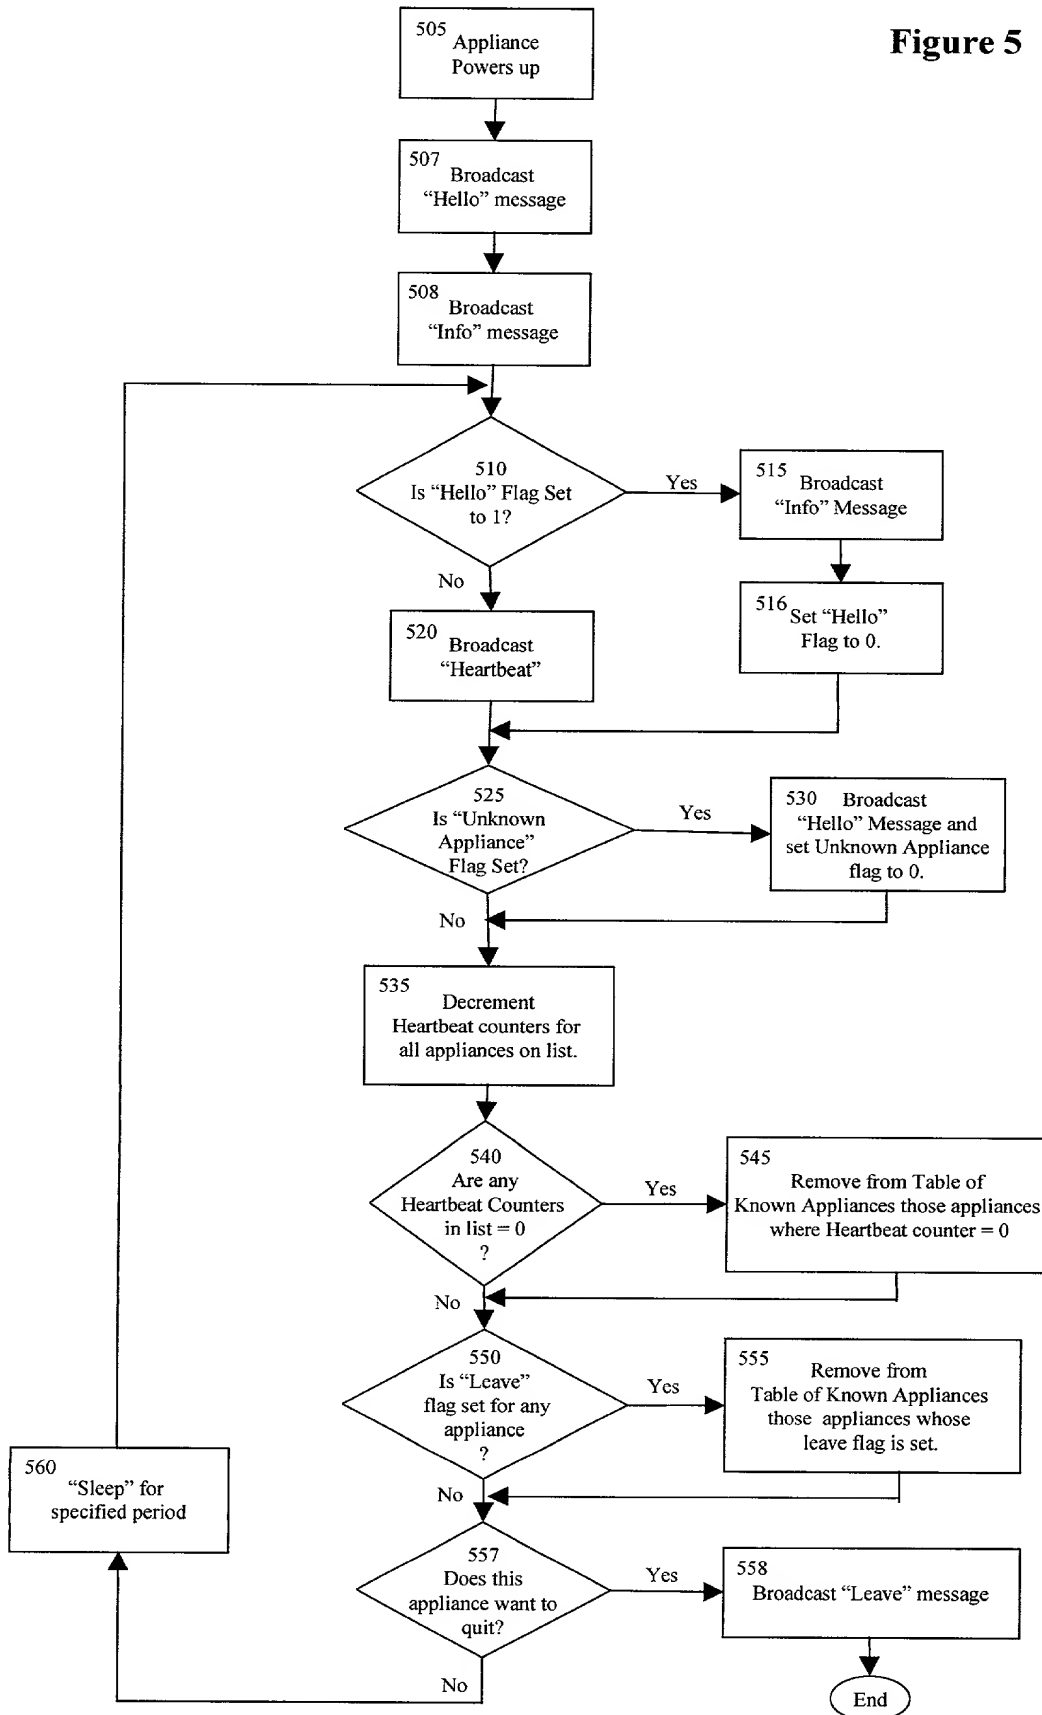 Figure 5
505
Appliance
Powers up
507
Broadcast
“Hello” message
508
Broadcast
“Info” message
510
Is “Hello” Flag Set
to 1?
Yes
515
Broadcast
“Info” Message
No
516
Set “Hello”
Flag to 0.
520
Broadcast
“Heartbeat”
525
Is “Unknown
Appliance”
Flag Set?
Yes
530
Broadcast
“Hello” Message and
set Unknown Appliance
flag to 0.
No
535
Decrement
Heartbeat counters for
all appliances on list.
540
Are any
Heartbeat Counters
in list = 0
?
Yes
545
Remove from Table of
Known Appliances those appliances
where Heartbeat counter = 0
No
550
Is “Leave”
flag set for any
appliance
?
Yes
555
Remove from
Table of Known Appliances
those appliances whose
leave flag is set.
No
560
“Sleep” for
specified period
557
Does this
appliance want to
quit?
Yes
558
Broadcast “Leave” message
No
End